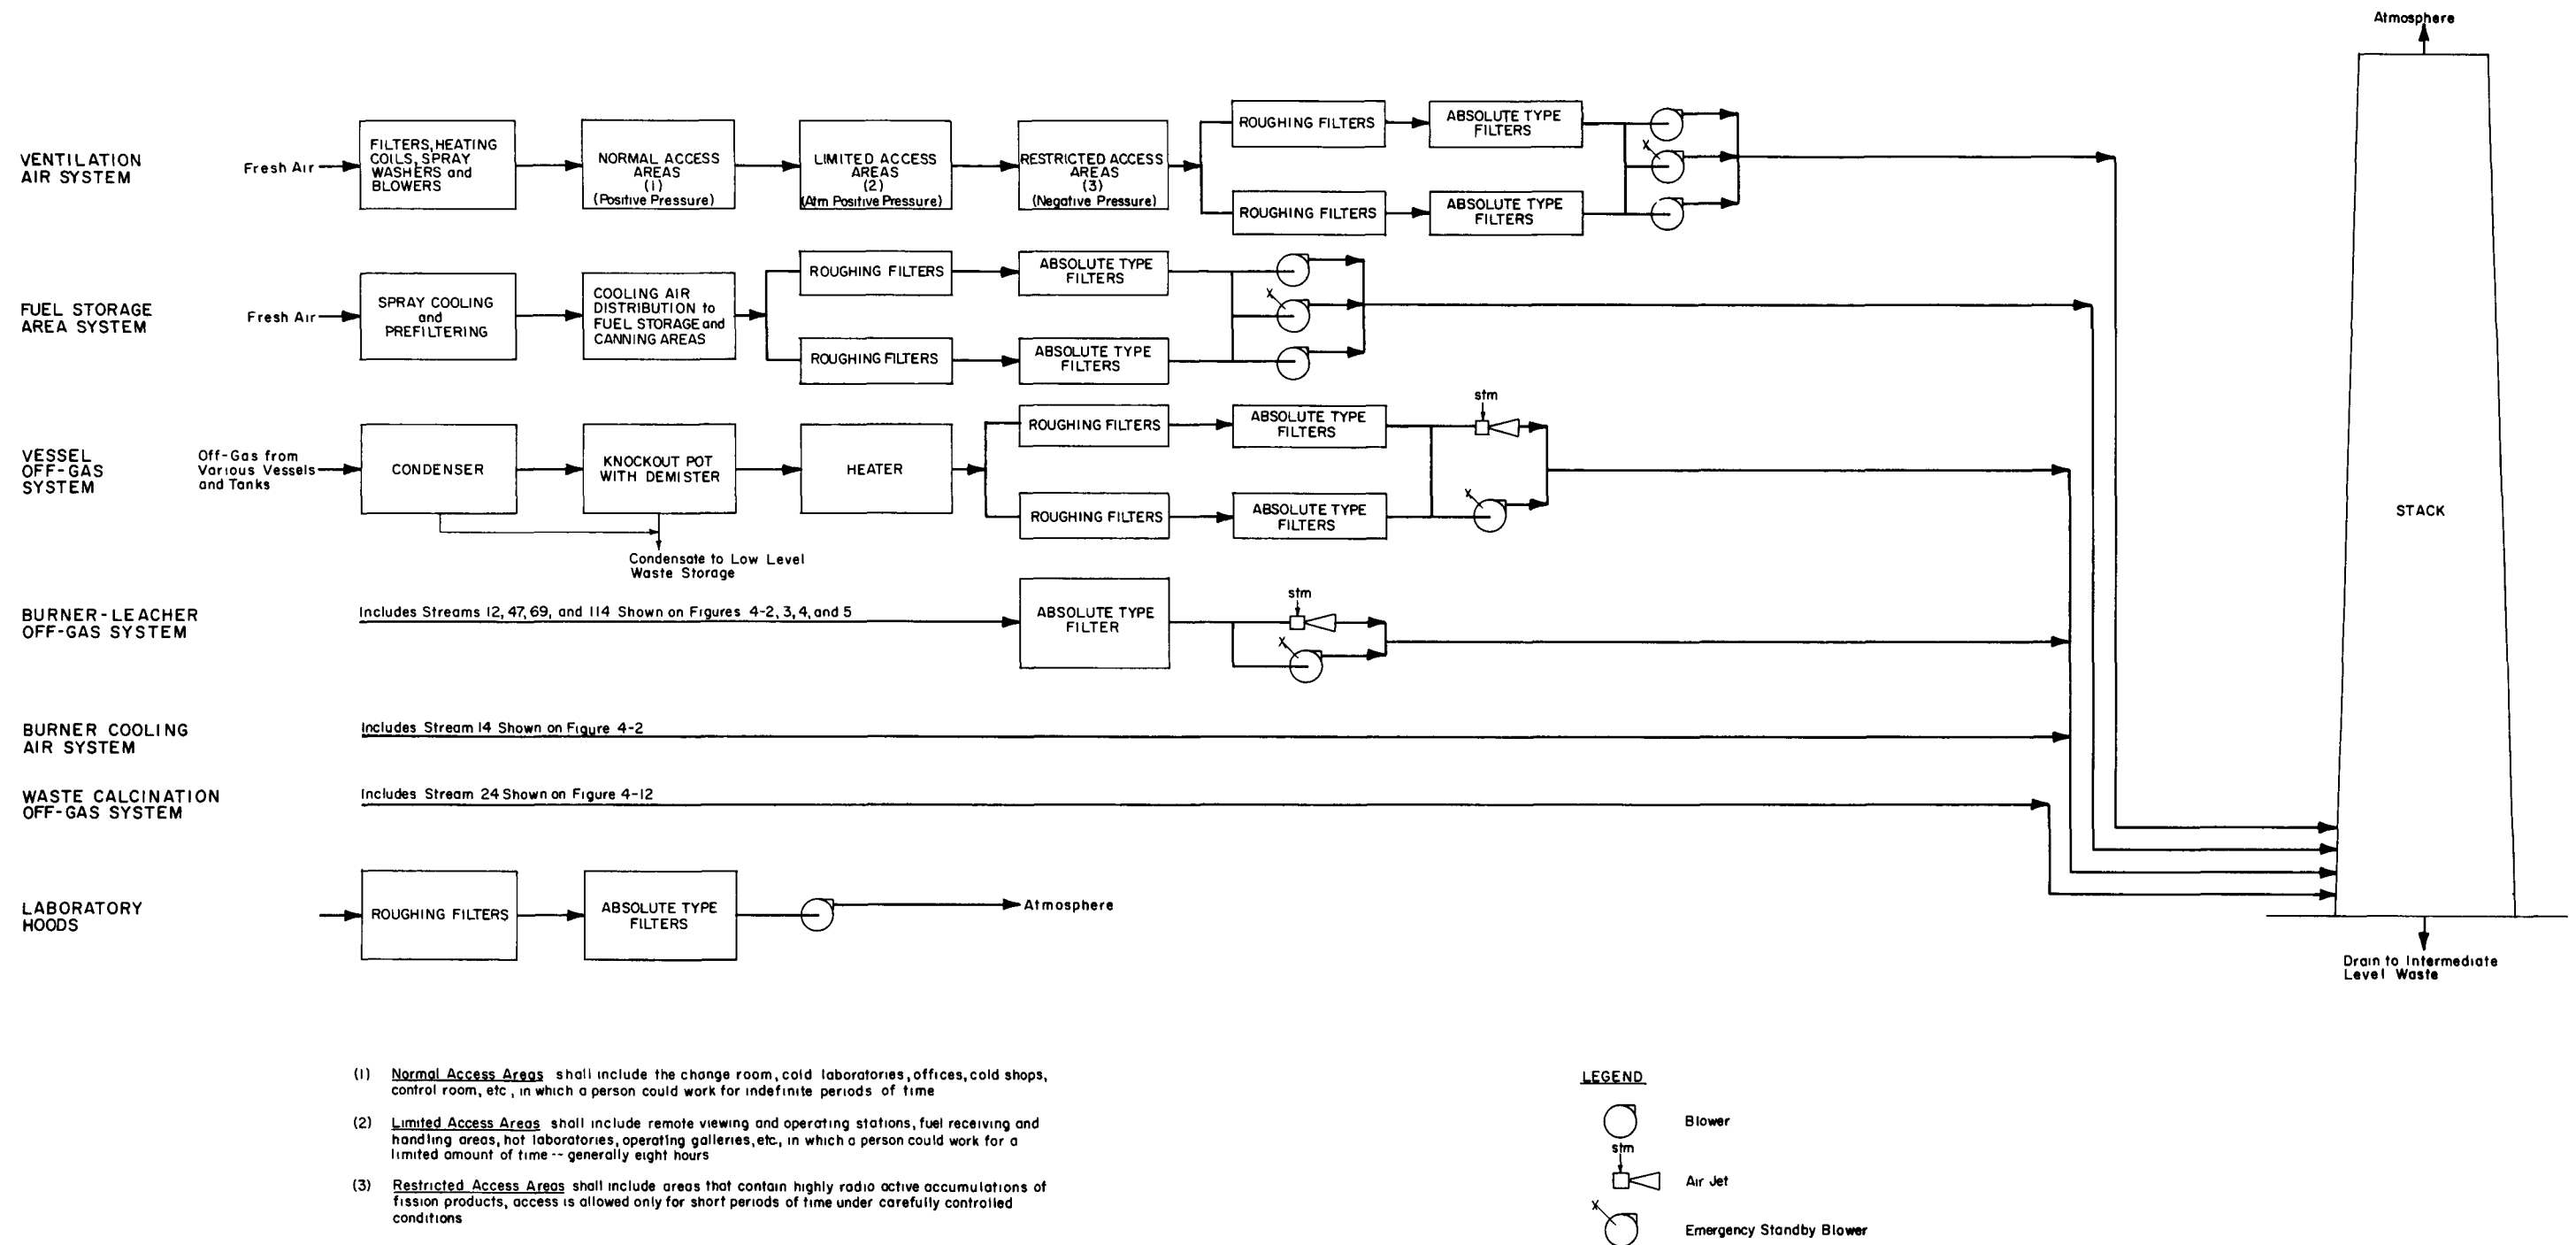 Atmosphere
VENTILATION
AIR SYSTEM
Fresh Air
FILTERS, HEATING
COILS, SPRAY
WASHERS and
BLOWERS
NORMAL ACCESS
AREAS
(1)
(Positive Pressure)
LIMITED ACCESS
AREAS
(2)
(Atm Positive Pressure)
RESTRICTED ACCESS
AREAS
(3)
(Negative Pressure)
ROUGHING FILTERS
ABSOLUTE TYPE
FILTERS
X
ROUGHING FILTERS
ABSOLUTE TYPE
FILTERS
FUEL STORAGE
AREA SYSTEM
Fresh Air
SPRAY COOLING
and
PREFILTERING
COOLING AIR
DISTRIBUTION to
FUEL STORAGE and
CANNING AREAS
ROUGHING FILTERS
ABSOLUTE TYPE
FILTERS
X
ROUGHING FILTERS
ABSOLUTE TYPE
FILTERS
VESSEL
OFF-GAS
SYSTEM
Off-Gas from
Various Vessels
and Tanks
CONDENSER
KNOCKOUT POT
WITH DEMISTER
HEATER
ROUGHING FILTERS
ABSOLUTE TYPE
FILTERS
stm
X
ROUGHING FILTERS
ABSOLUTE TYPE
FILTERS
Condensate to Low Level
Waste Storage
STACK
BURNER-LEACHER
OFF-GAS SYSTEM
Includes Streams 12, 47, 69, and 114 Shown on Figures 4-2, 3, 4, and 5
ABSOLUTE TYPE
FILTER
stm
X
BURNER COOLING
AIR SYSTEM
Includes Stream 14 Shown on Figure 4-2
WASTE CALCINATION
OFF-GAS SYSTEM
Includes Stream 24 Shown on Figure 4-12
LABORATORY
HOODS
ROUGHING FILTERS
ABSOLUTE TYPE
FILTERS
Atmosphere
Drain to Intermediate
Level Waste
(1) Normal Access Areas shall include the change room, cold laboratories, offices, cold shops,
control room, etc, in which a person could work for indefinite periods of time
(2) Limited Access Areas shall include remote viewing and operating stations, fuel receiving and
handling areas, hot laboratories, operating galleries, etc, in which a person could work for a
limited amount of time -- generally eight hours
(3) Restricted Access Areas shall include areas that contain highly radio active accumulations of
fission products, access is allowed only for short periods of time under carefully controlled
conditions
LEGEND
Blower
stm
Air Jet
X
Emergency Standby Blower